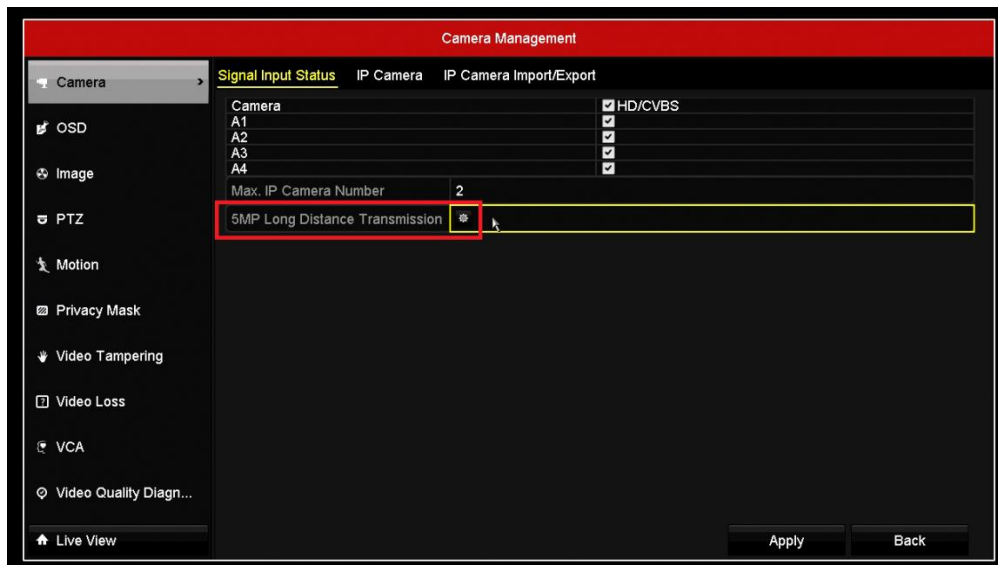 Camera Management
Camera
OSD
Image
PTZ
Motion
Privacy Mask
Video Tampering
Video Loss
VCA
Video Quality Diagn...
Live View
Signal Input Status IP Camera IP Camera Import/Export
Camera HD/CVBS
A1
A2
A3
A4
Max. IP Camera Number 2
5MP Long Distance Transmission
Apply Back